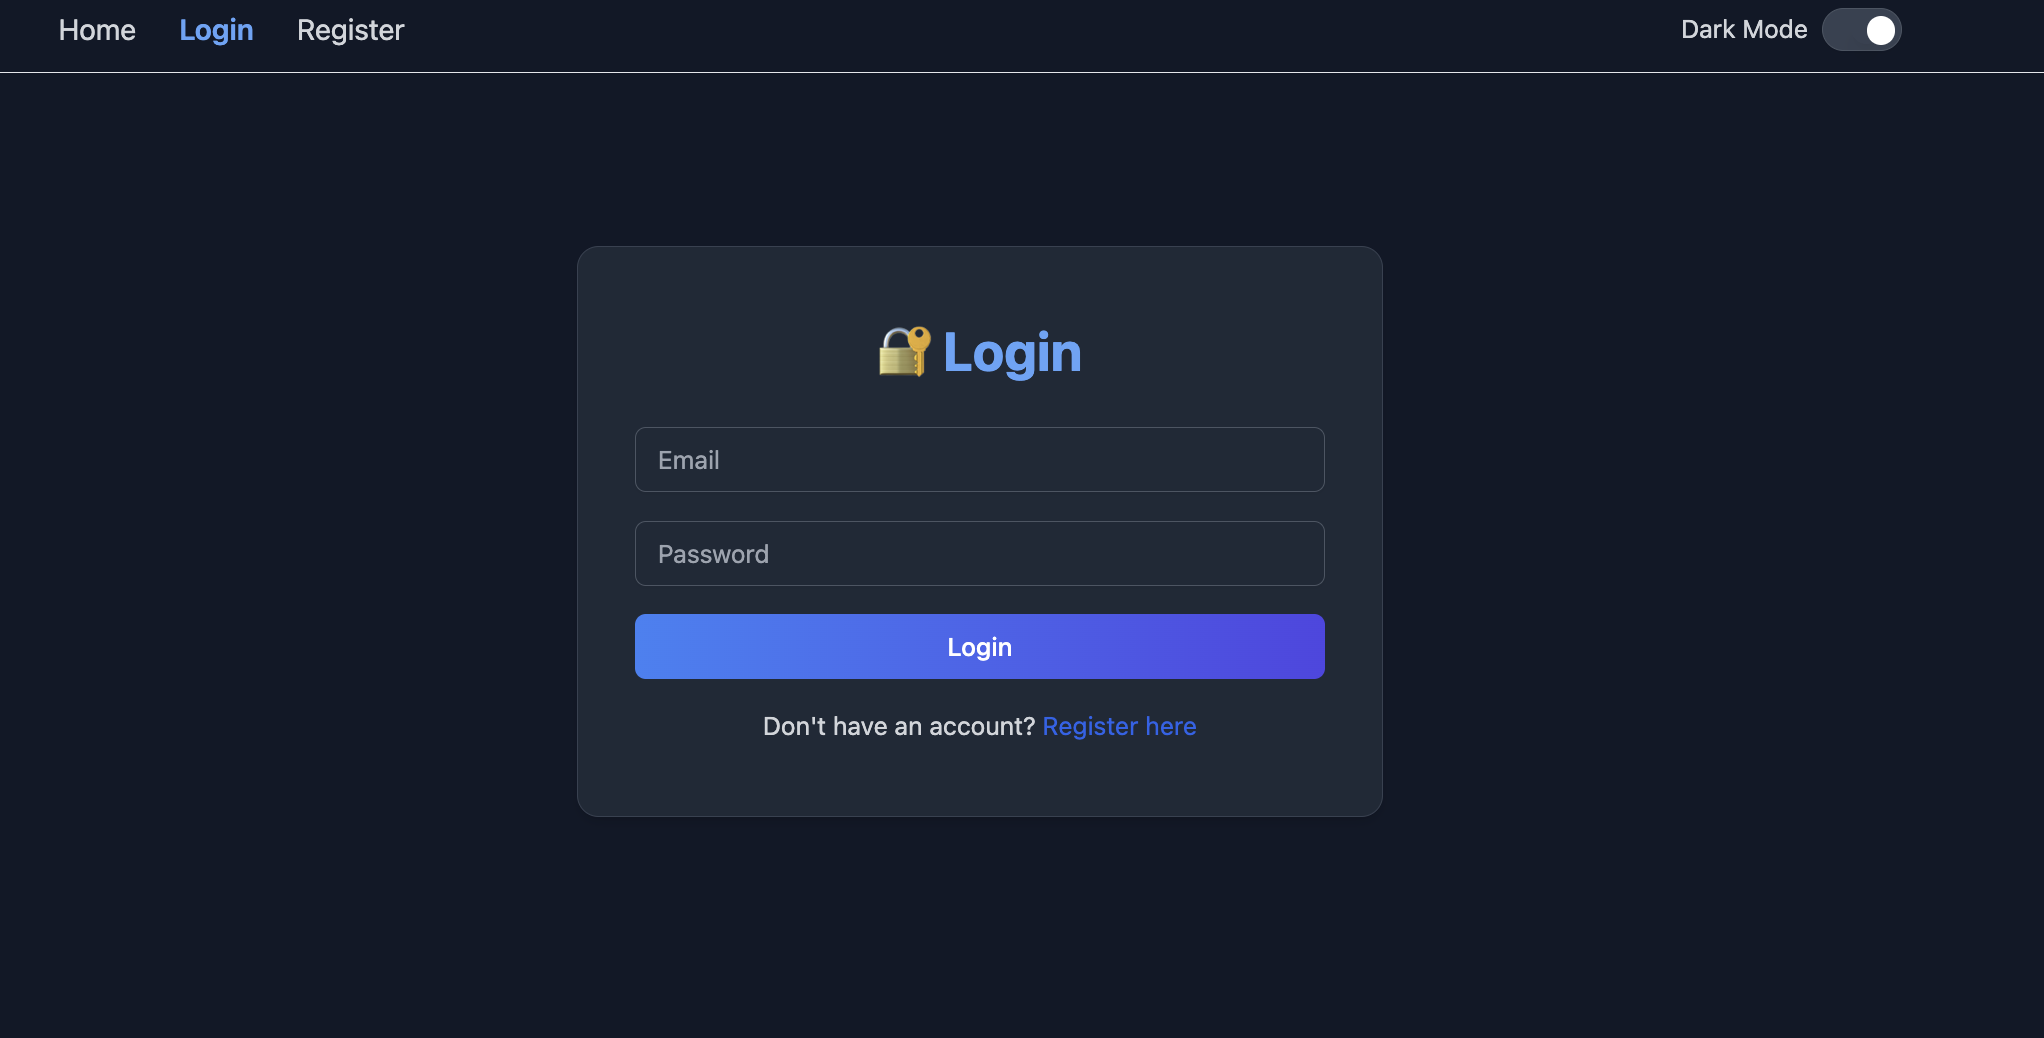 Home Login Register Dark Mode
Login
Email
Password
Login
Don't have an account? Register here